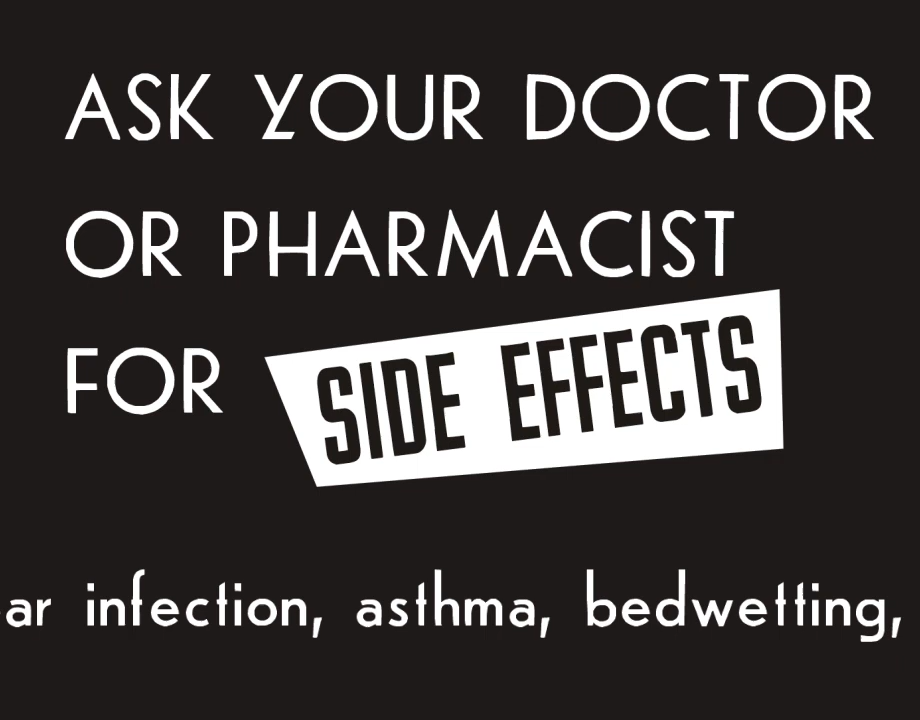 ASK YOUR DOCTOR
OR PHARMACIST
FOR SIDE EFFECTS
ar infection, asthma, bedwetting,